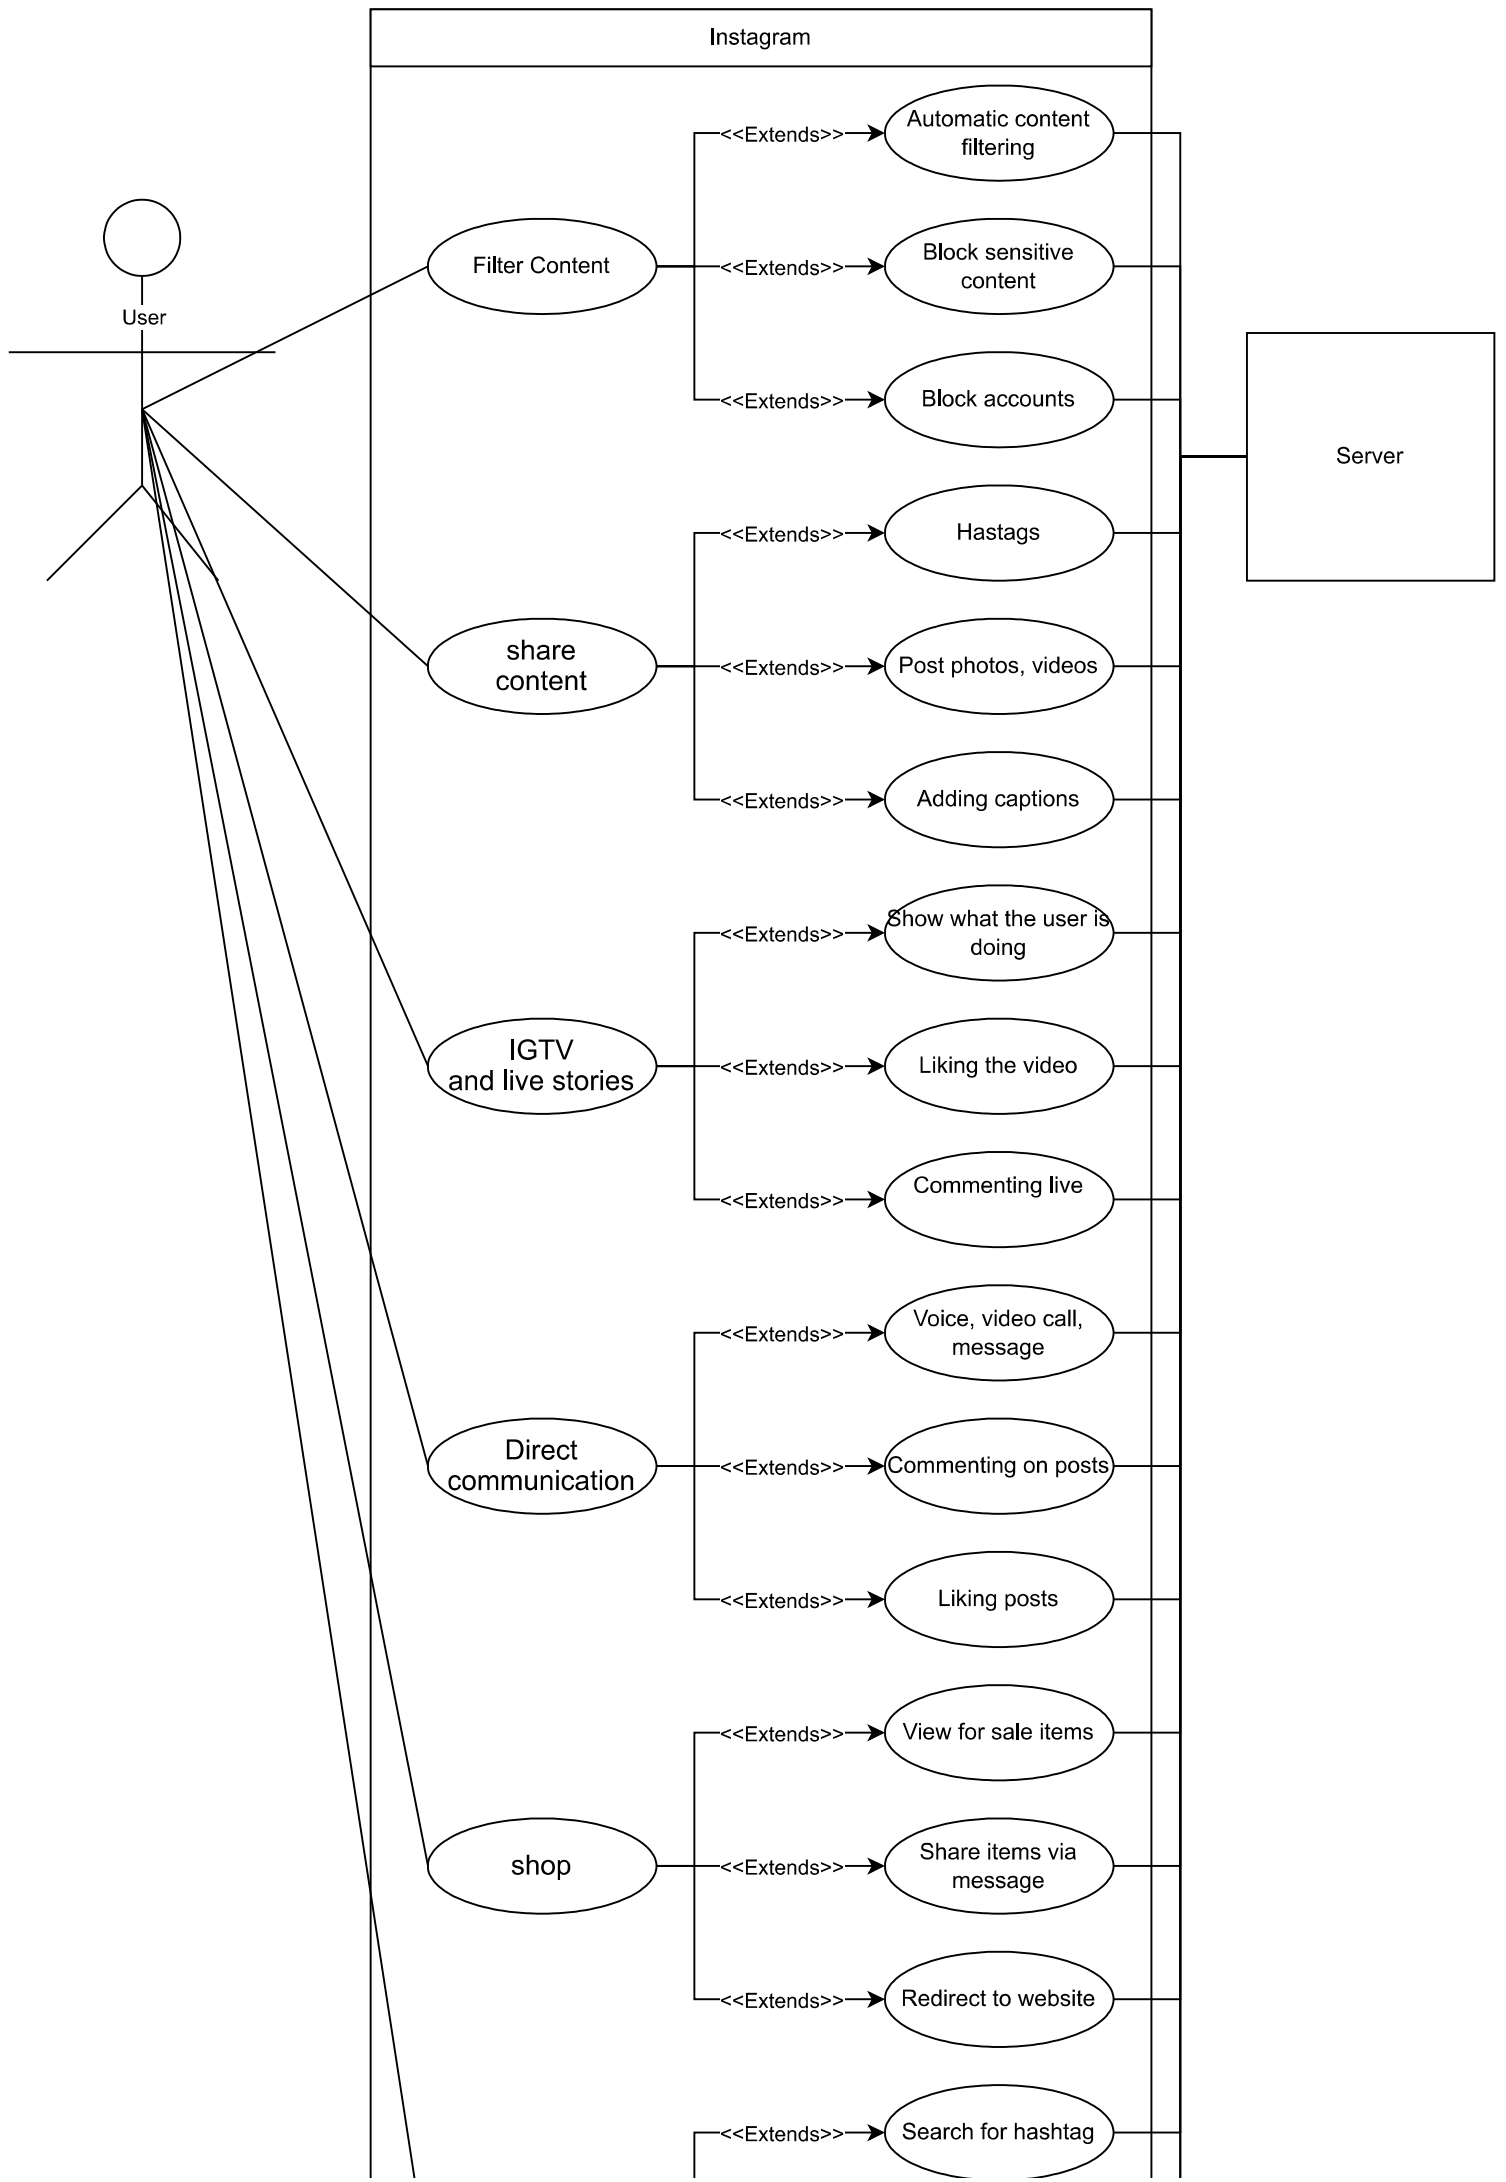 Instagram
<<Extends>>
Automatic content
filtering
User
Filter Content
<<Extends>>
Block sensitive
content
<<Extends>>
Block accounts
Server
<<Extends>>
Hastags
share
content
<<Extends>>
Post photos, videos
<<Extends>>
Adding captions
<<Extends>>
Show what the user is
doing
IGTV
and live stories
<<Extends>>
Liking the video
<<Extends>>
Commenting live
<<Extends>>
Voice, video call,
message
Direct
communication
<<Extends>>
Commenting on posts
<<Extends>>
Liking posts
<<Extends>>
View for sale items
shop
<<Extends>>
Share items via
message
<<Extends>>
Redirect to website
<<Extends>>
Search for hashtag